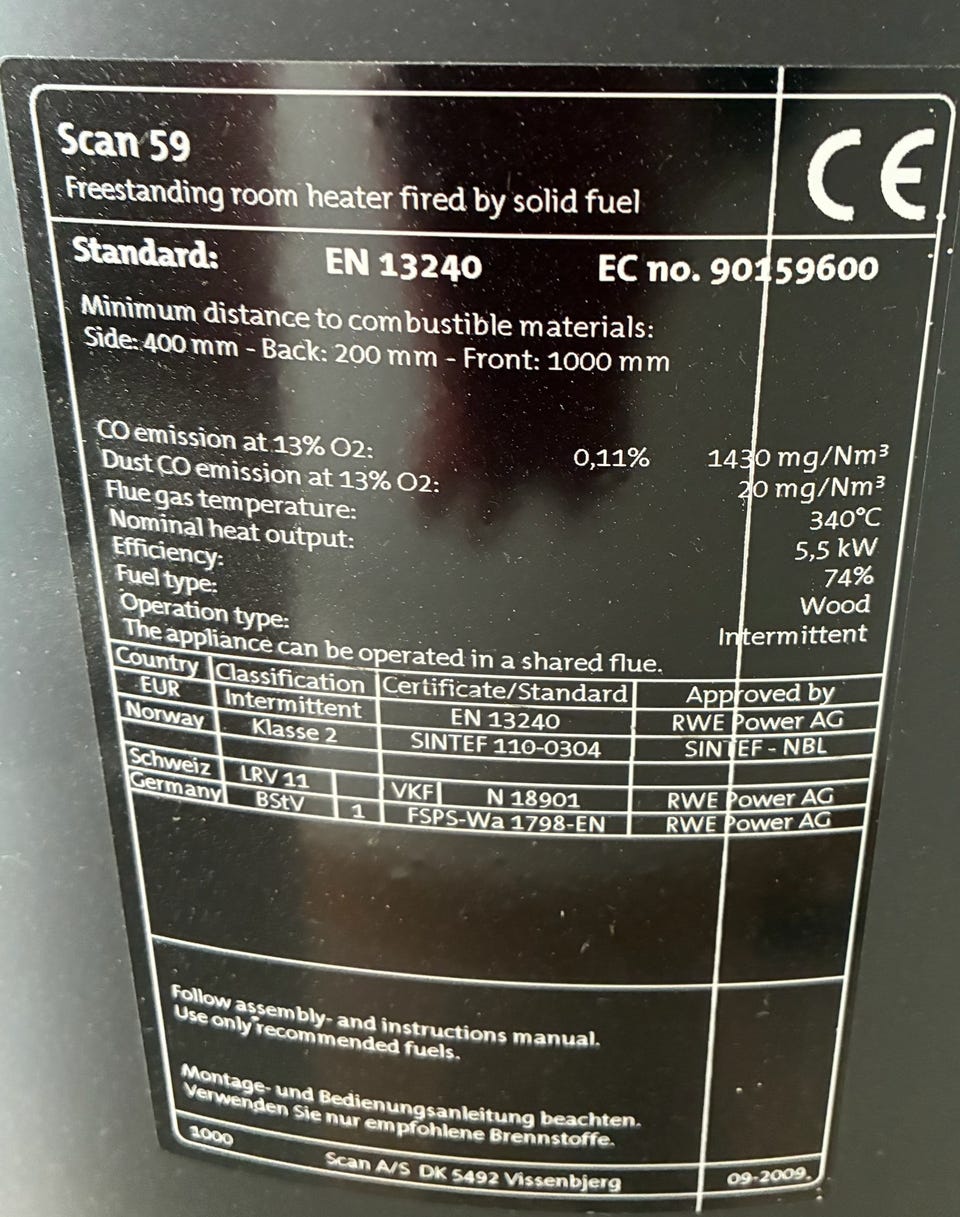 Scan 59
CE
Freestanding room heater fired by solid fuel
Standard: EN 13240 EC no. 90159600
Minimum distance to combustible materials:
Side: 400 mm - Back: 200 mm - Front: 1000 mm
CO emission at 13% O2: 0,11% 1430 mg/Nm³
Dust CO emission at 13% O2: 20 mg/Nm³
Flue gas temperature: 340°C
Nominal heat output: 5,5 kW
Efficiency: 74%
Fuel type: Wood
Operation type: Intermittent
The appliance can be operated in a shared flue.
Country Classification Certificate/Standard Approved by
EUR Intermittent EN 13240 RWE Power AG
Norway Klasse 2 SINTEF 110-0304 SINTEF - NBL
Schweiz LRV 11 VKF N 18901 RWE Power AG
Germany BStV 1 FSPS-Wa 1798-EN RWE Power AG
Follow assembly- and instructions manual.
Use only recommended fuels.
Montage- und Bedienungsanleitung beachten.
Verwenden Sie nur empfohlene Brennstoffe.
1000 Scan A/S DK 5492 Vissenbjerg 09-2009.